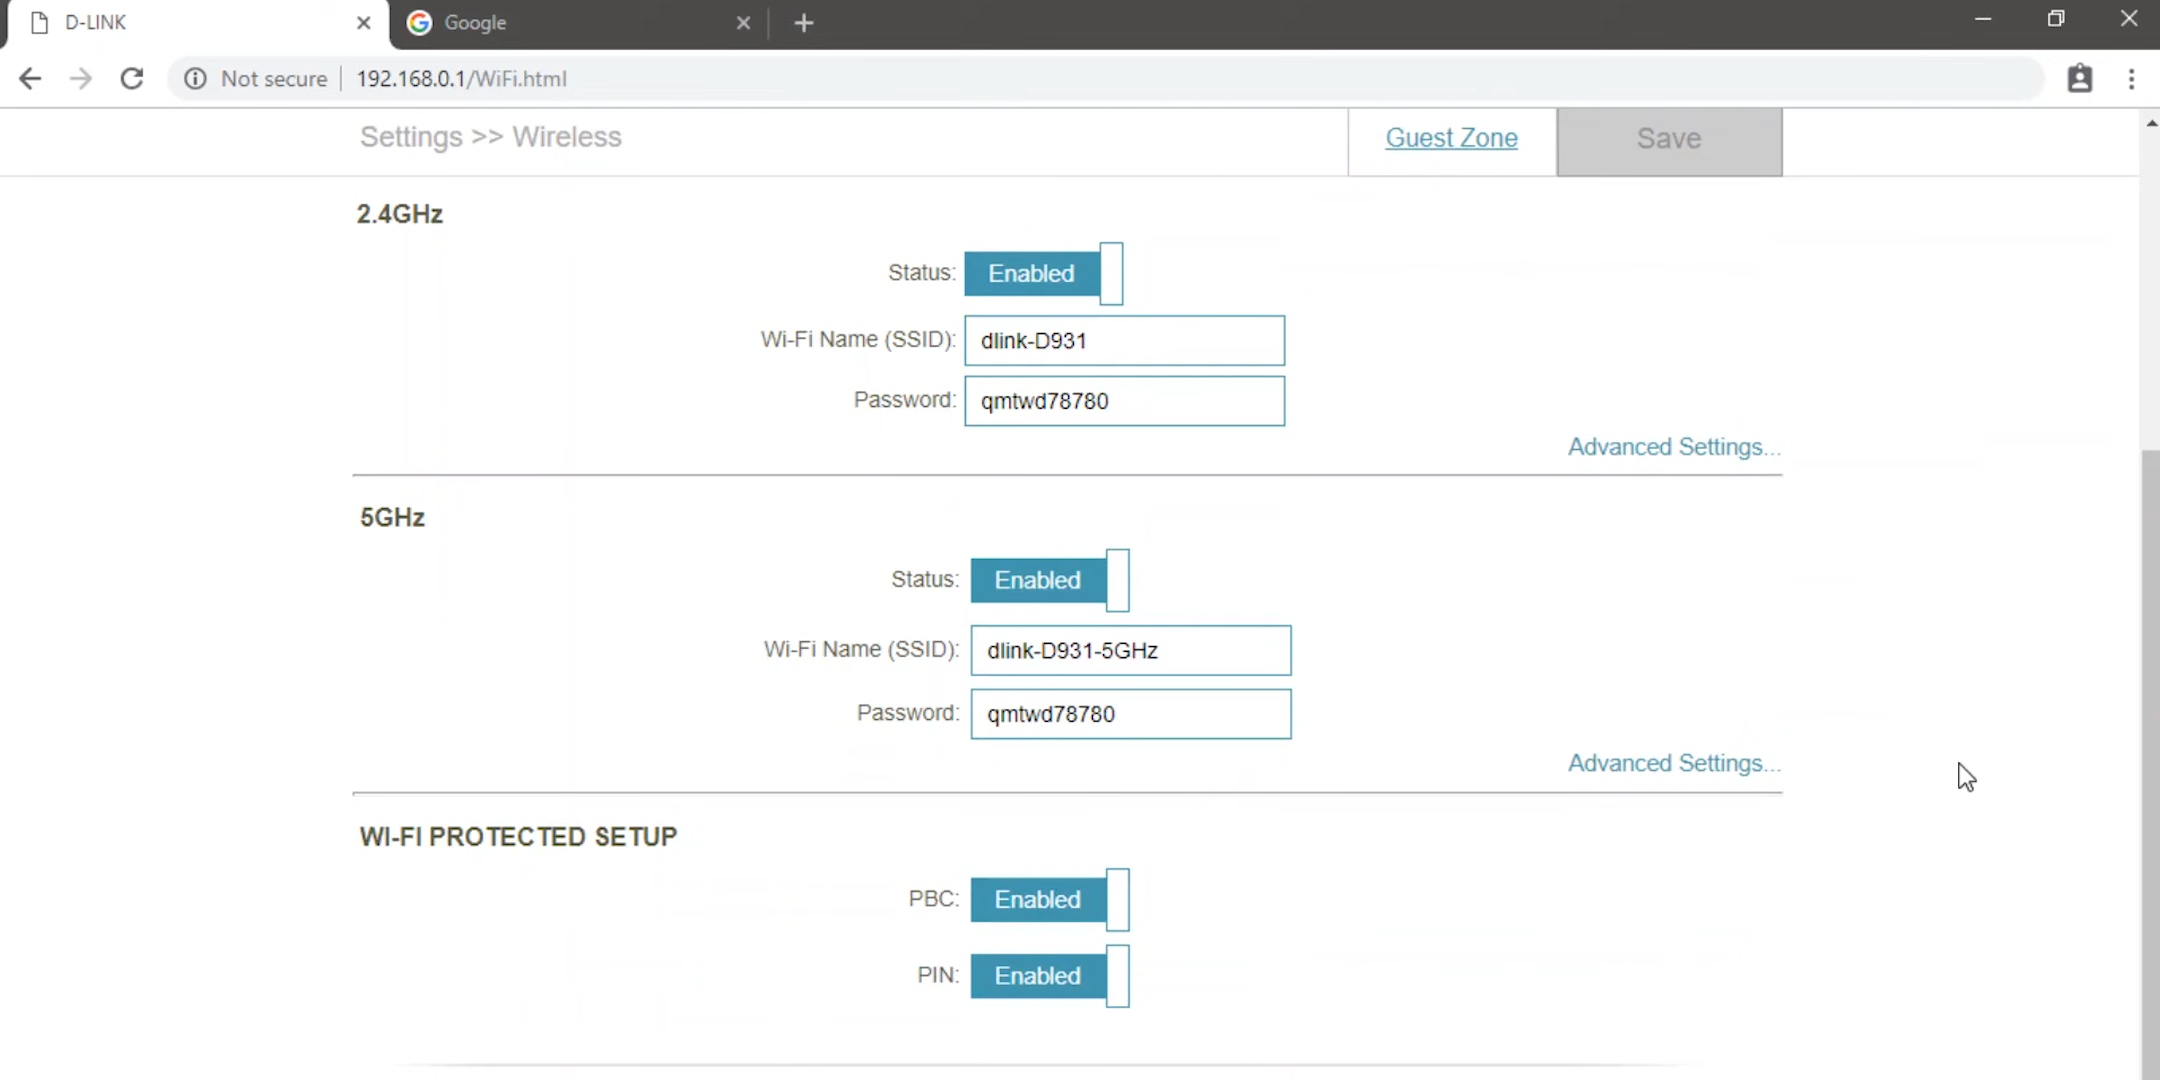 D-LINK
Google
Not secure
192.168.0.1/WiFi.html
Settings >> Wireless
Guest Zone
Save
2.4GHz
Status: Enabled
Wi-Fi Name (SSID): dlink-D931
Password: qmtwd78780
Advanced Settings...
5GHz
Status: Enabled
Wi-Fi Name (SSID): dlink-D931-5GHz
Password: qmtwd78780
Advanced Settings...
WI-FI PROTECTED SETUP
PBC: Enabled
PIN: Enabled